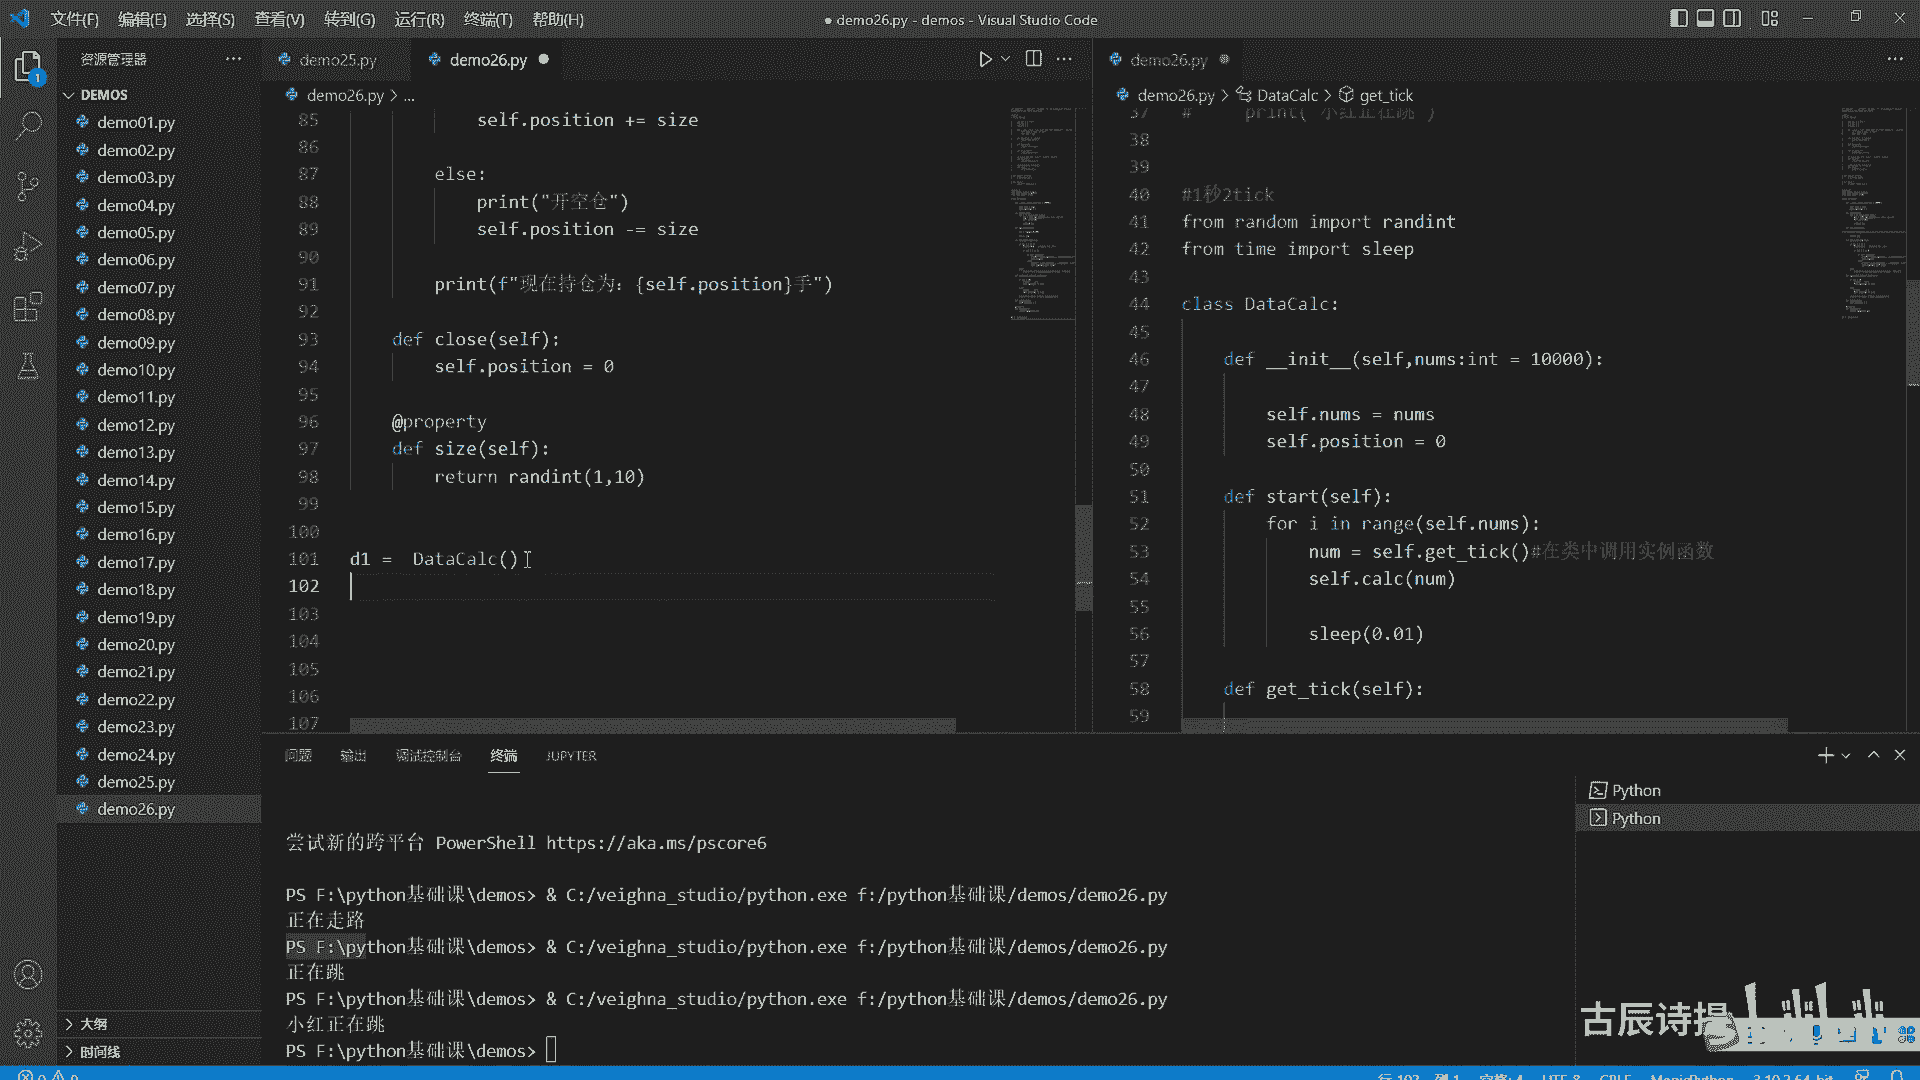 文件(F) 编辑(E) 选择(S) 查看(V) 转到(G) 运行(R) 终端(T) 帮助(H)
● demo26.py - demos - Visual Studio Code
资源管理器
DEMOS
demo01.py
demo02.py
demo03.py
demo04.py
demo05.py
demo06.py
demo07.py
demo08.py
demo09.py
demo10.py
demo11.py
demo12.py
demo13.py
demo14.py
demo15.py
demo16.py
demo17.py
demo18.py
demo19.py
demo20.py
demo21.py
demo22.py
demo23.py
demo24.py
demo25.py
demo26.py
大纲
时间线
demo25.py demo26.py
demo26.py > ...
85 self.position += size
86
87 else:
88 print("开空仓")
89 self.position -= size
90
91 print(f"现在持仓为: {self.position}手")
92
93 def close(self):
94 self.position = 0
95
96 @property
97 def size(self):
98 return randint(1,10)
99
100
101 d1 =  DataCalc()
102
103
104
105
106
107
demo26.py
demo26.py > DataCalc > get_tick
37 # print("小红正在跳")
38
39
40 #1秒2tick
41 from random import randint
42 from time import sleep
43
44 class DataCalc:
45
46 def __init__(self,nums:int = 10000):
47
48 self.nums = nums
49 self.position = 0
50
51 def start(self):
52 for i in range(self.nums):
53 num = self.get_tick()#在类中调用实例函数
54 self.calc(num)
55
56 sleep(0.01)
57
58 def get_tick(self):
59
问题 输出 调试控制台 终端 JUPYTER
尝试新的跨平台 PowerShell https://aka.ms/pscore6
PS F:\python基础课\demos> & C:/veighna_studio/python.exe f:/python基础课/demos/demo26.py
正在走路
PS F:\python基础课\demos> & C:/veighna_studio/python.exe f:/python基础课/demos/demo26.py
正在跳
PS F:\python基础课\demos> & C:/veighna_studio/python.exe f:/python基础课/demos/demo26.py
小红正在跳
PS F:\python基础课\demos>
Python
Python
古辰诗提